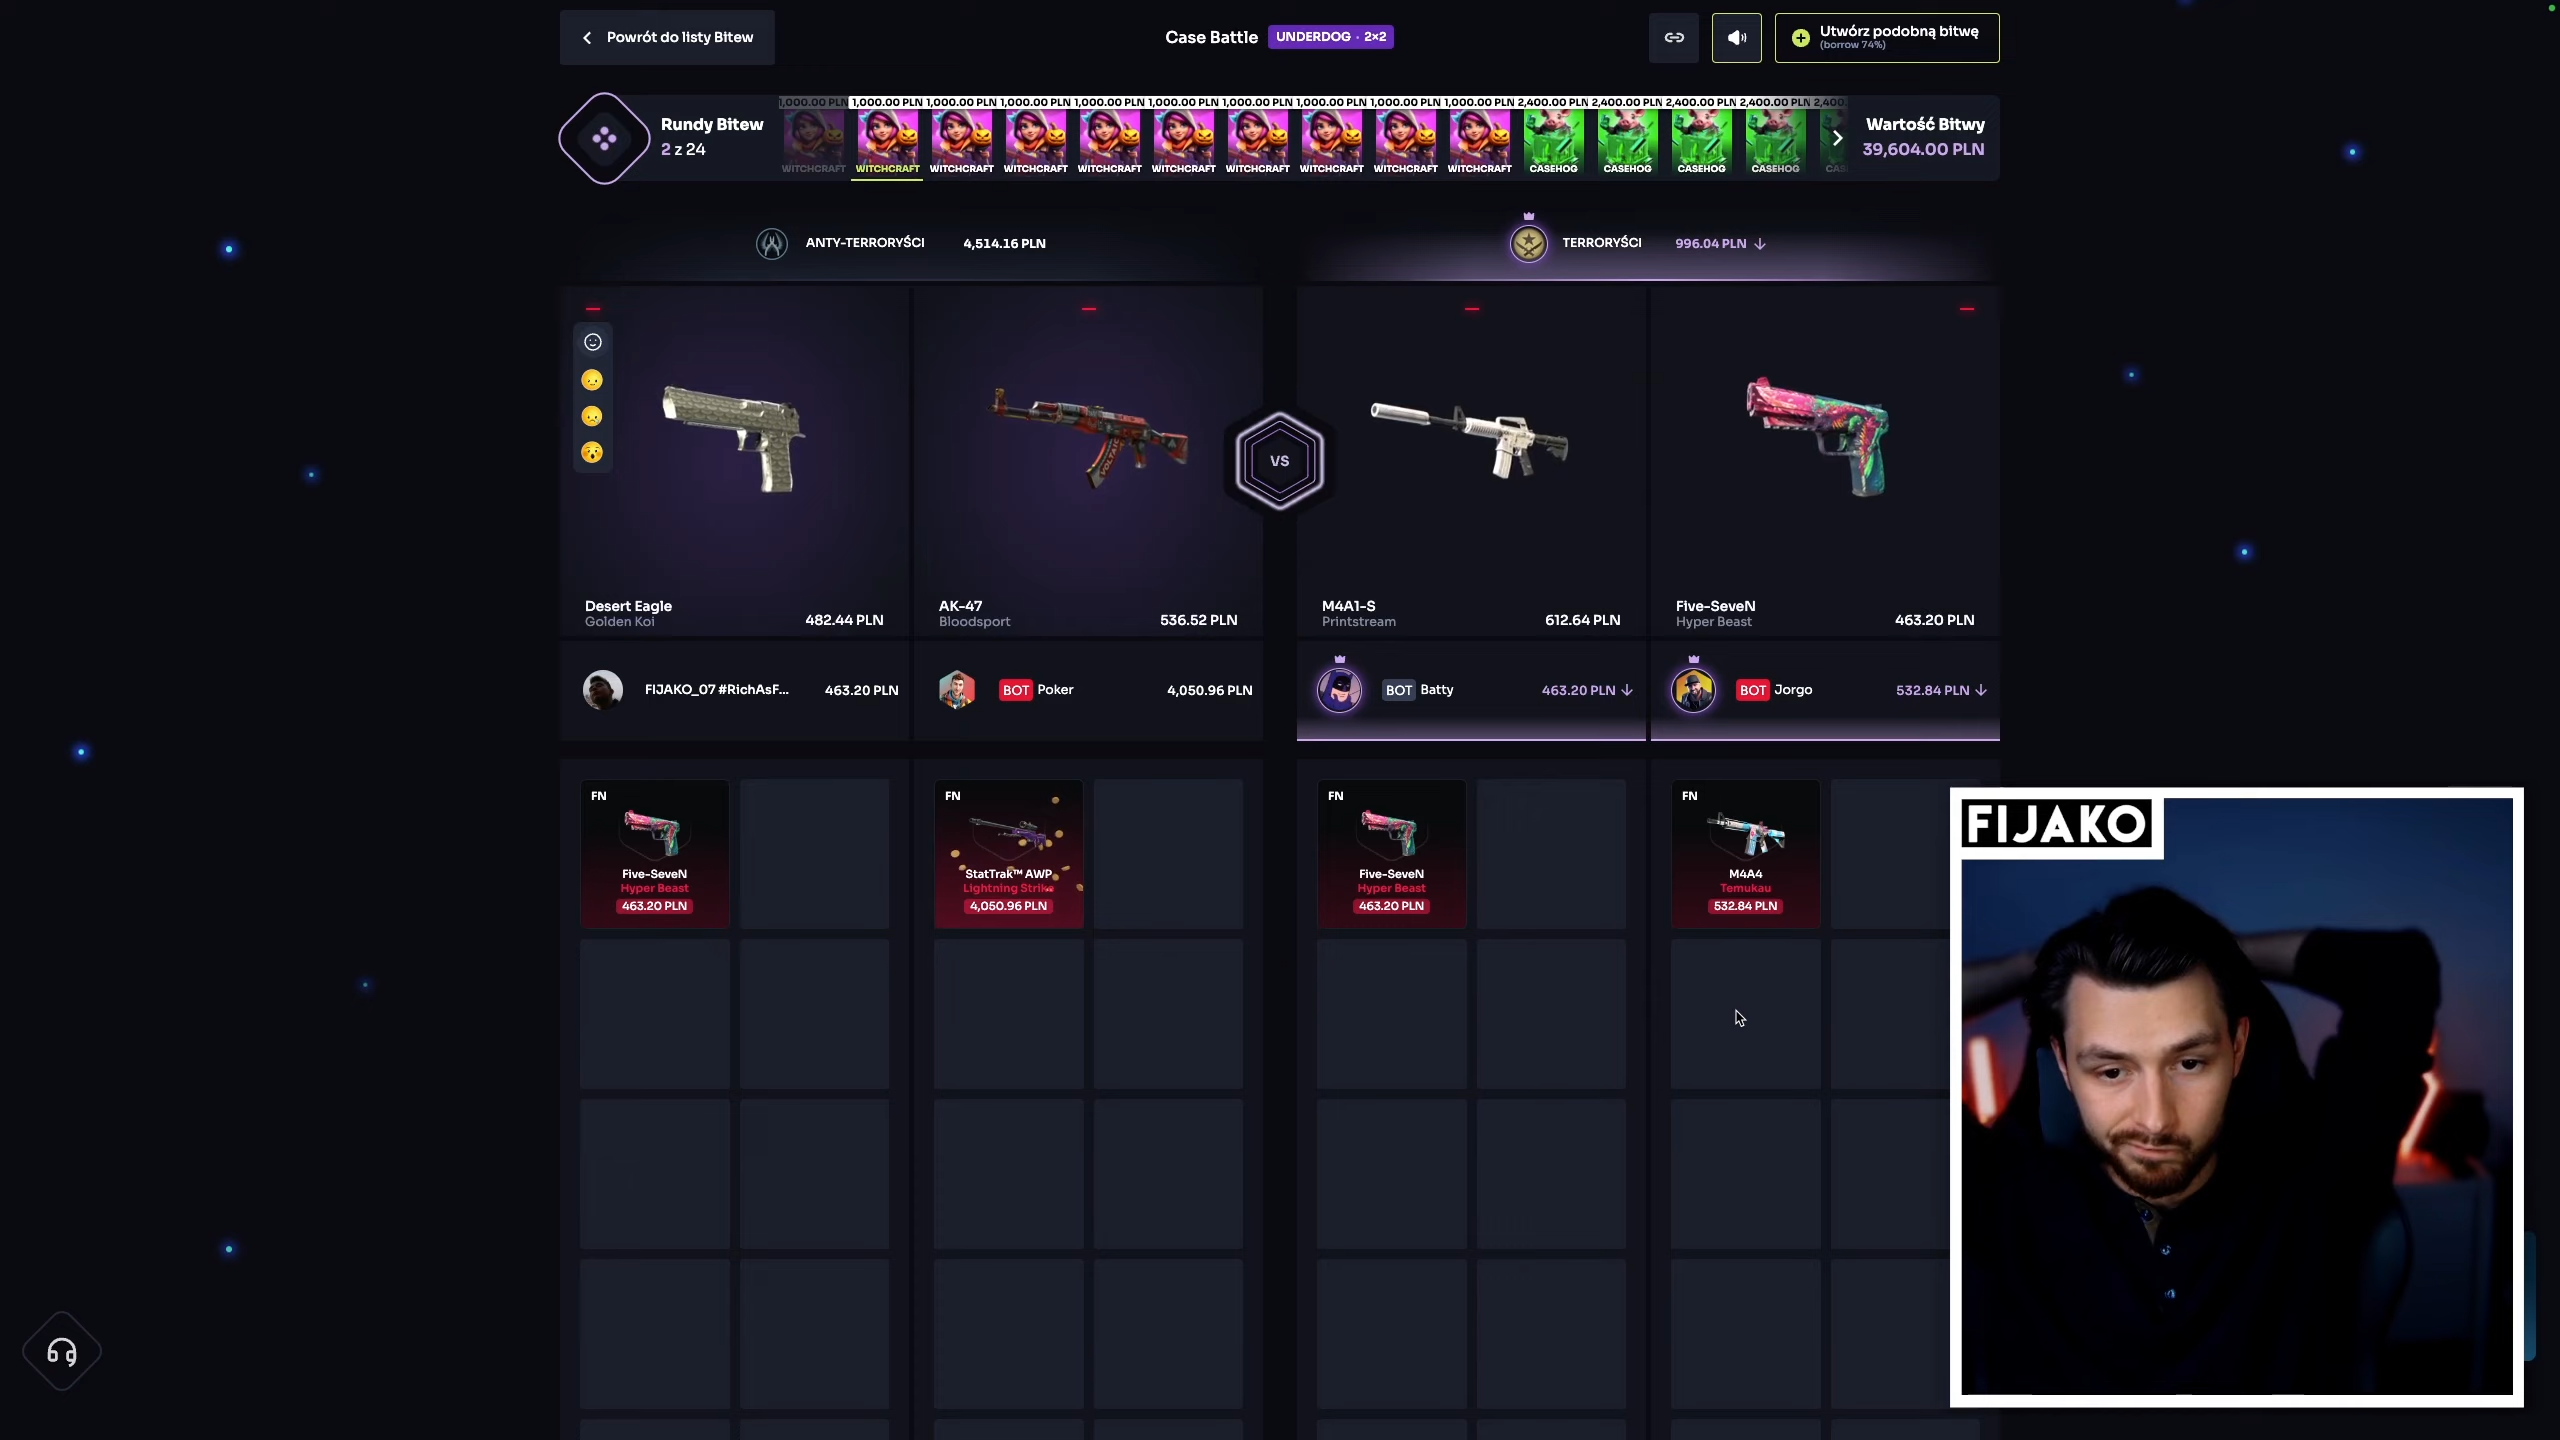 Powrót do listy Bitew
Case Battle UNDERDOG · 2×2
Utwórz podobną bitwę
(borrow 74%)
Rundy Bitew
2 z 24
1,000.00 PLN 1,000.00 PLN 1,000.00 PLN 1,000.00 PLN 1,000.00 PLN 1,000.00 PLN 1,000.00 PLN 1,000.00 PLN 1,000.00 PLN 1,000.00 PLN 2,400.00 PLN 2,400.00 PLN 2,400.00 PLN 2,400.00 PLN 2,400.
WITCHCRAFT WITCHCRAFT WITCHCRAFT WITCHCRAFT WITCHCRAFT WITCHCRAFT WITCHCRAFT WITCHCRAFT WITCHCRAFT WITCHCRAFT CASEHOG CASEHOG CASEHOG CASEHOG CAS
Wartość Bitwy
39,604.00 PLN
ANTY-TERRORYŚCI 4,514.16 PLN
TERRORYŚCI 996.04 PLN
VOLTAIC
VS
Desert Eagle
Golden Koi
482.44 PLN
AK-47
Bloodsport
536.52 PLN
M4A1-S
Printstream
612.64 PLN
Five-SeveN
Hyper Beast
463.20 PLN
FIJAKO_07 #RichAsF... 463.20 PLN
BOT Poker 4,050.96 PLN
BOT Batty 463.20 PLN
BOT Jorgo 532.84 PLN
FN
Five-SeveN
Hyper Beast
463.20 PLN
FN
StatTrak™ AWP
Lightning Strike
4,050.96 PLN
FN
Five-SeveN
Hyper Beast
463.20 PLN
FN
M4A4
Temukau
532.84 PLN
FIJAKO